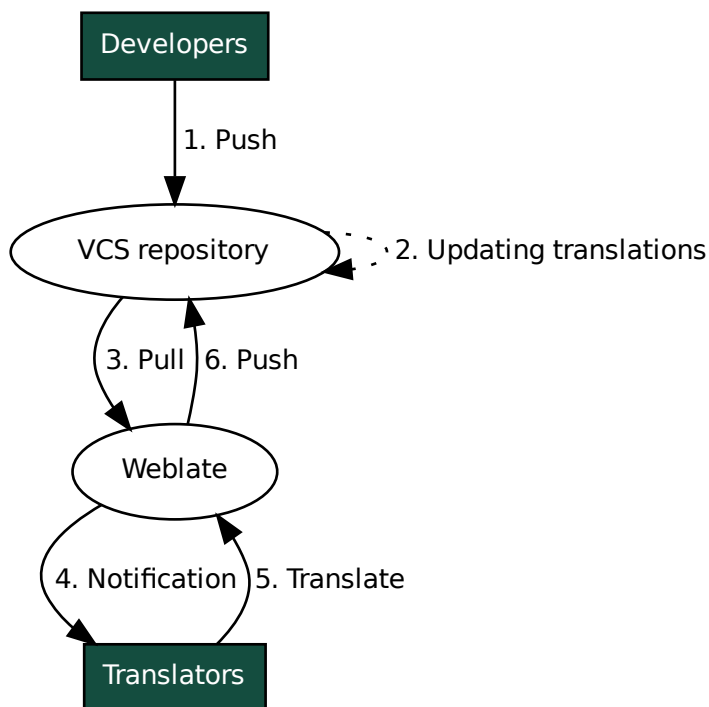 Developers
1. Push
VCS repository
2. Updating translations
3. Pull
6. Push
Weblate
4. Notification
5. Translate
Translators